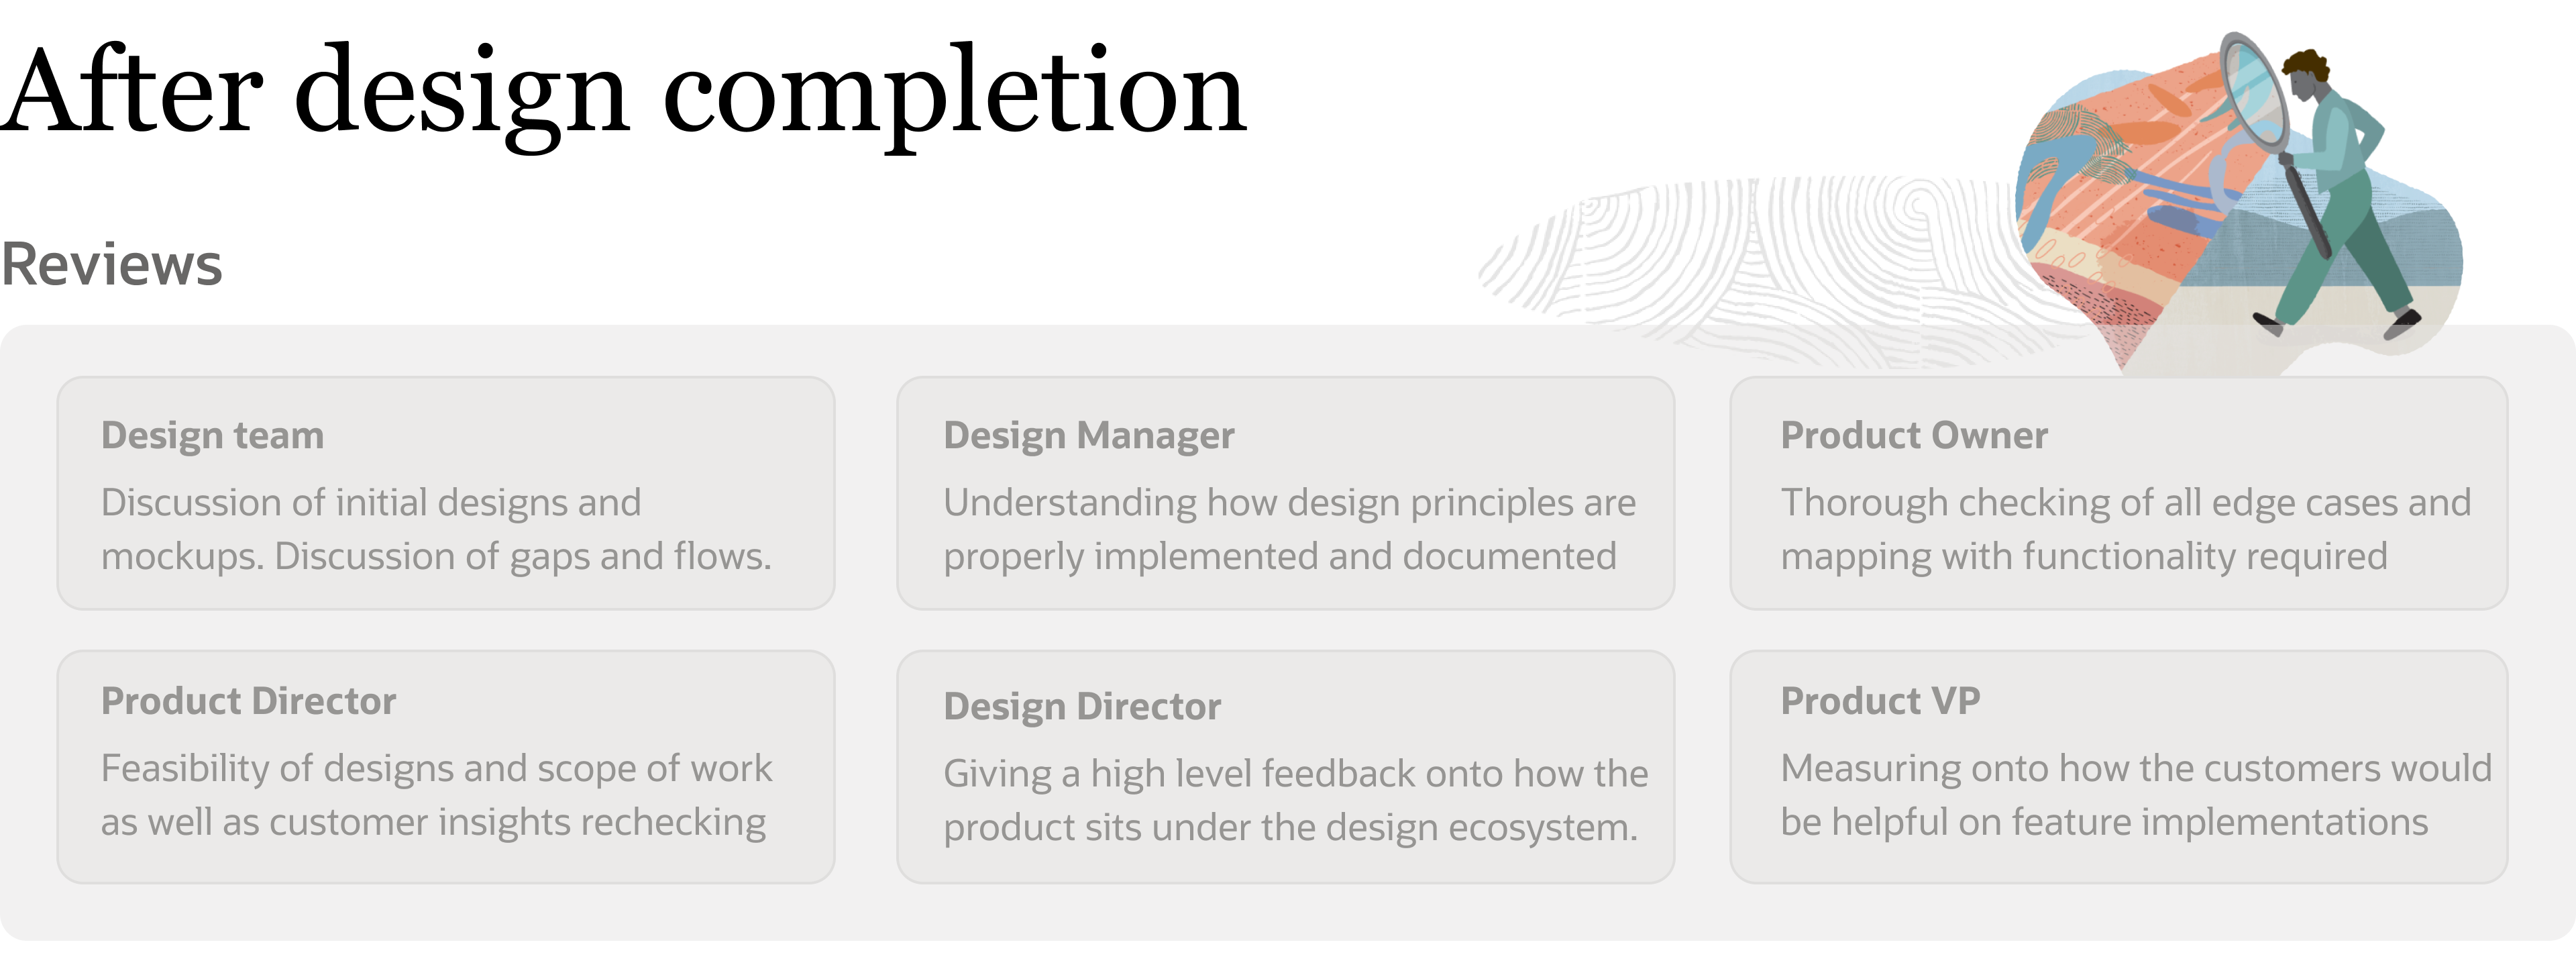 After design completion
Reviews
Design team
Discussion of initial designs and
mockups. Discussion of gaps and flows.
Design Manager
Understanding how design principles are
properly implemented and documented
Product Owner
Thorough checking of all edge cases and
mapping with functionality required
Product Director
Feasibility of designs and scope of work
as well as customer insights rechecking
Design Director
Giving a high level feedback onto how the
product sits under the design ecosystem.
Product VP
Measuring onto how the customers would
be helpful on feature implementations